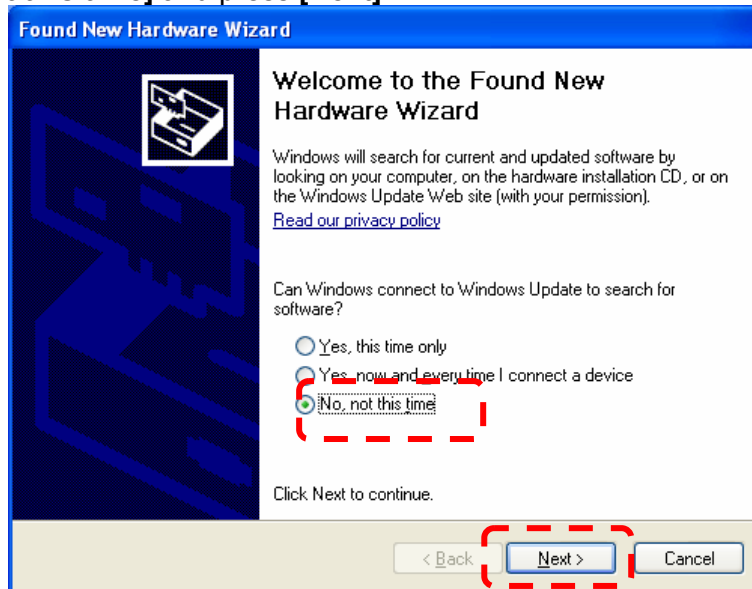 and press
Found New Hardware Wizard
Welcome to the Found New
Hardware Wizard
Windows will search for current and updated software by
looking on your computer, on the hardware installation CD, or on
the Windows Update Web site (with your permission).
Read our privacy policy
Can Windows connect to Windows Update to search for
software?
Yes, this time only
Yes, now and every time I connect a device
No, not this time
Click Next to continue.
< Back
Next >
Cancel